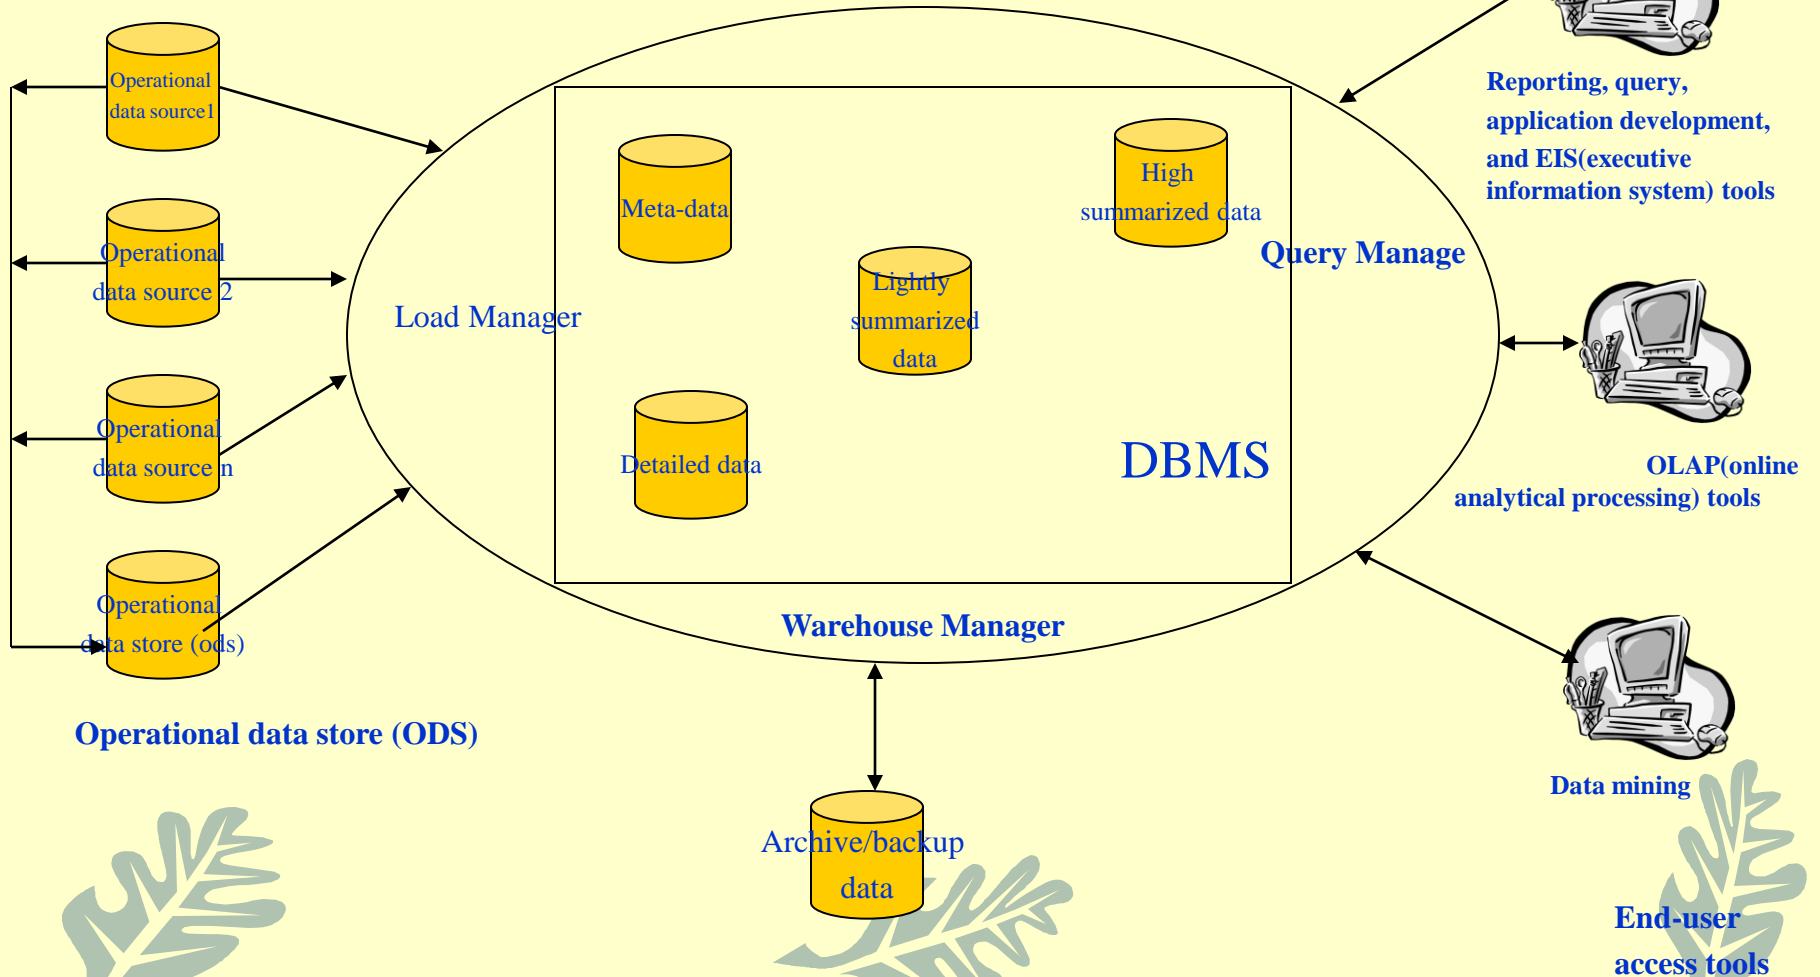 Operational
data source1
Operational
data source 2
Operational
data source n
Operational
data store (ods)
Operational data store (ODS)
Load Manager
Meta-data
High
summarized data
Lightly
summarized
data
Detailed data
DBMS
Query Manage
Warehouse Manager
Archive/backup
data
Reporting, query,
application development,
and EIS(executive
information system) tools
OLAP(online
analytical processing) tools
Data mining
End-user
access tools